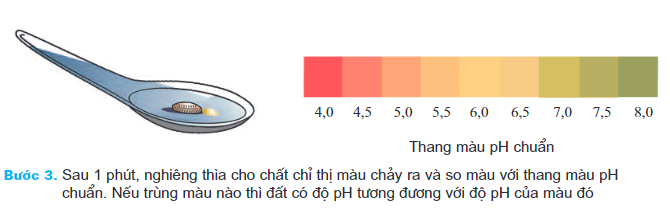 4,0 4,5 5,0 5,5 6,0 6,5 7,0 7,5 8,0
Thang màu pH chuẩn
Bước 3. Sau 1 phút, nghiêng thìa cho chất chỉ thị màu chảy ra và so màu với thang màu pH
chuẩn. Nếu trùng màu nào thì đất có độ pH tương đương với độ pH của màu đó